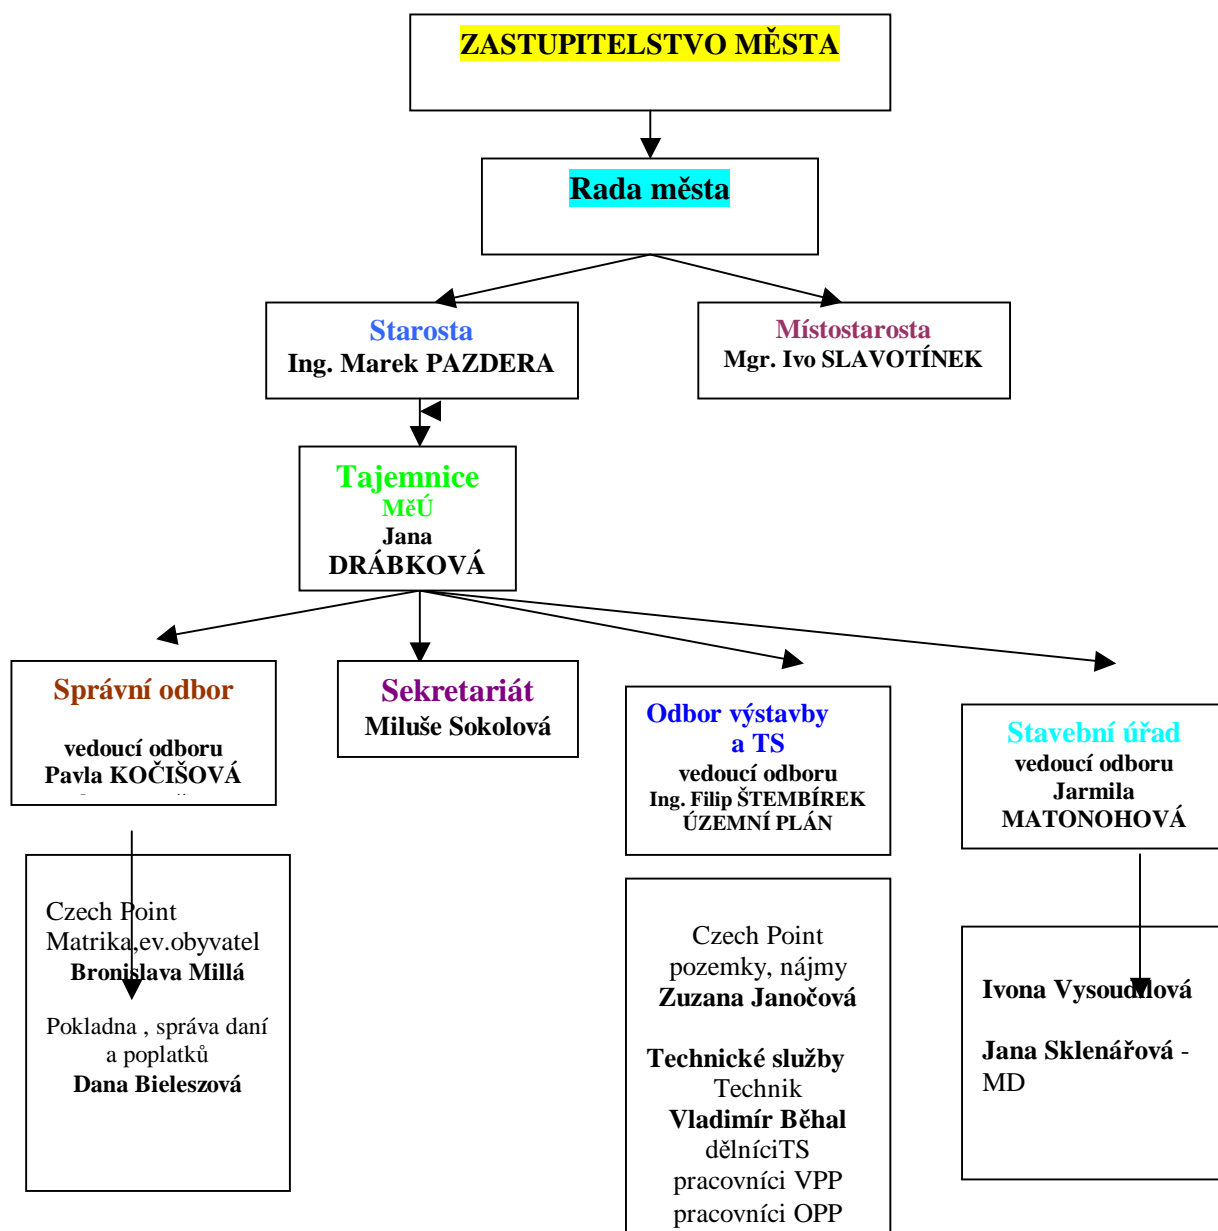 ZASTUPITELSTVO MĚSTA
Rada města
Starosta
Ing. Marek PAZDERA
Místostarosta
Mgr. Ivo SLAVOTÍNEK
Tajemnice
MěÚ
Jana
DRÁBKOVÁ
Správní odbor
vedoucí odboru
Pavla KOČIŠOVÁ
Sekretariát
Miluše Sokolová
Odbor výstavby
a TS
vedoucí odboru
Ing. Filip ŠTEMBÍREK
ÚZEMNÍ PLÁN
Stavební úřad
vedoucí odboru
Jarmila
MATONOHOVÁ
Czech Point
Matrika,ev.obyvatel
Bronislava Millá
Pokladna , správa daní
a poplatků
Dana Bieleszová
Czech Point
pozemky, nájmy
Zuzana Janočová
Technické služby
Technik
Vladimír Běhal
dělníciTS
pracovníci VPP
pracovníci OPP
Ivona Vysoudilová
Jana Sklenářová -
MD